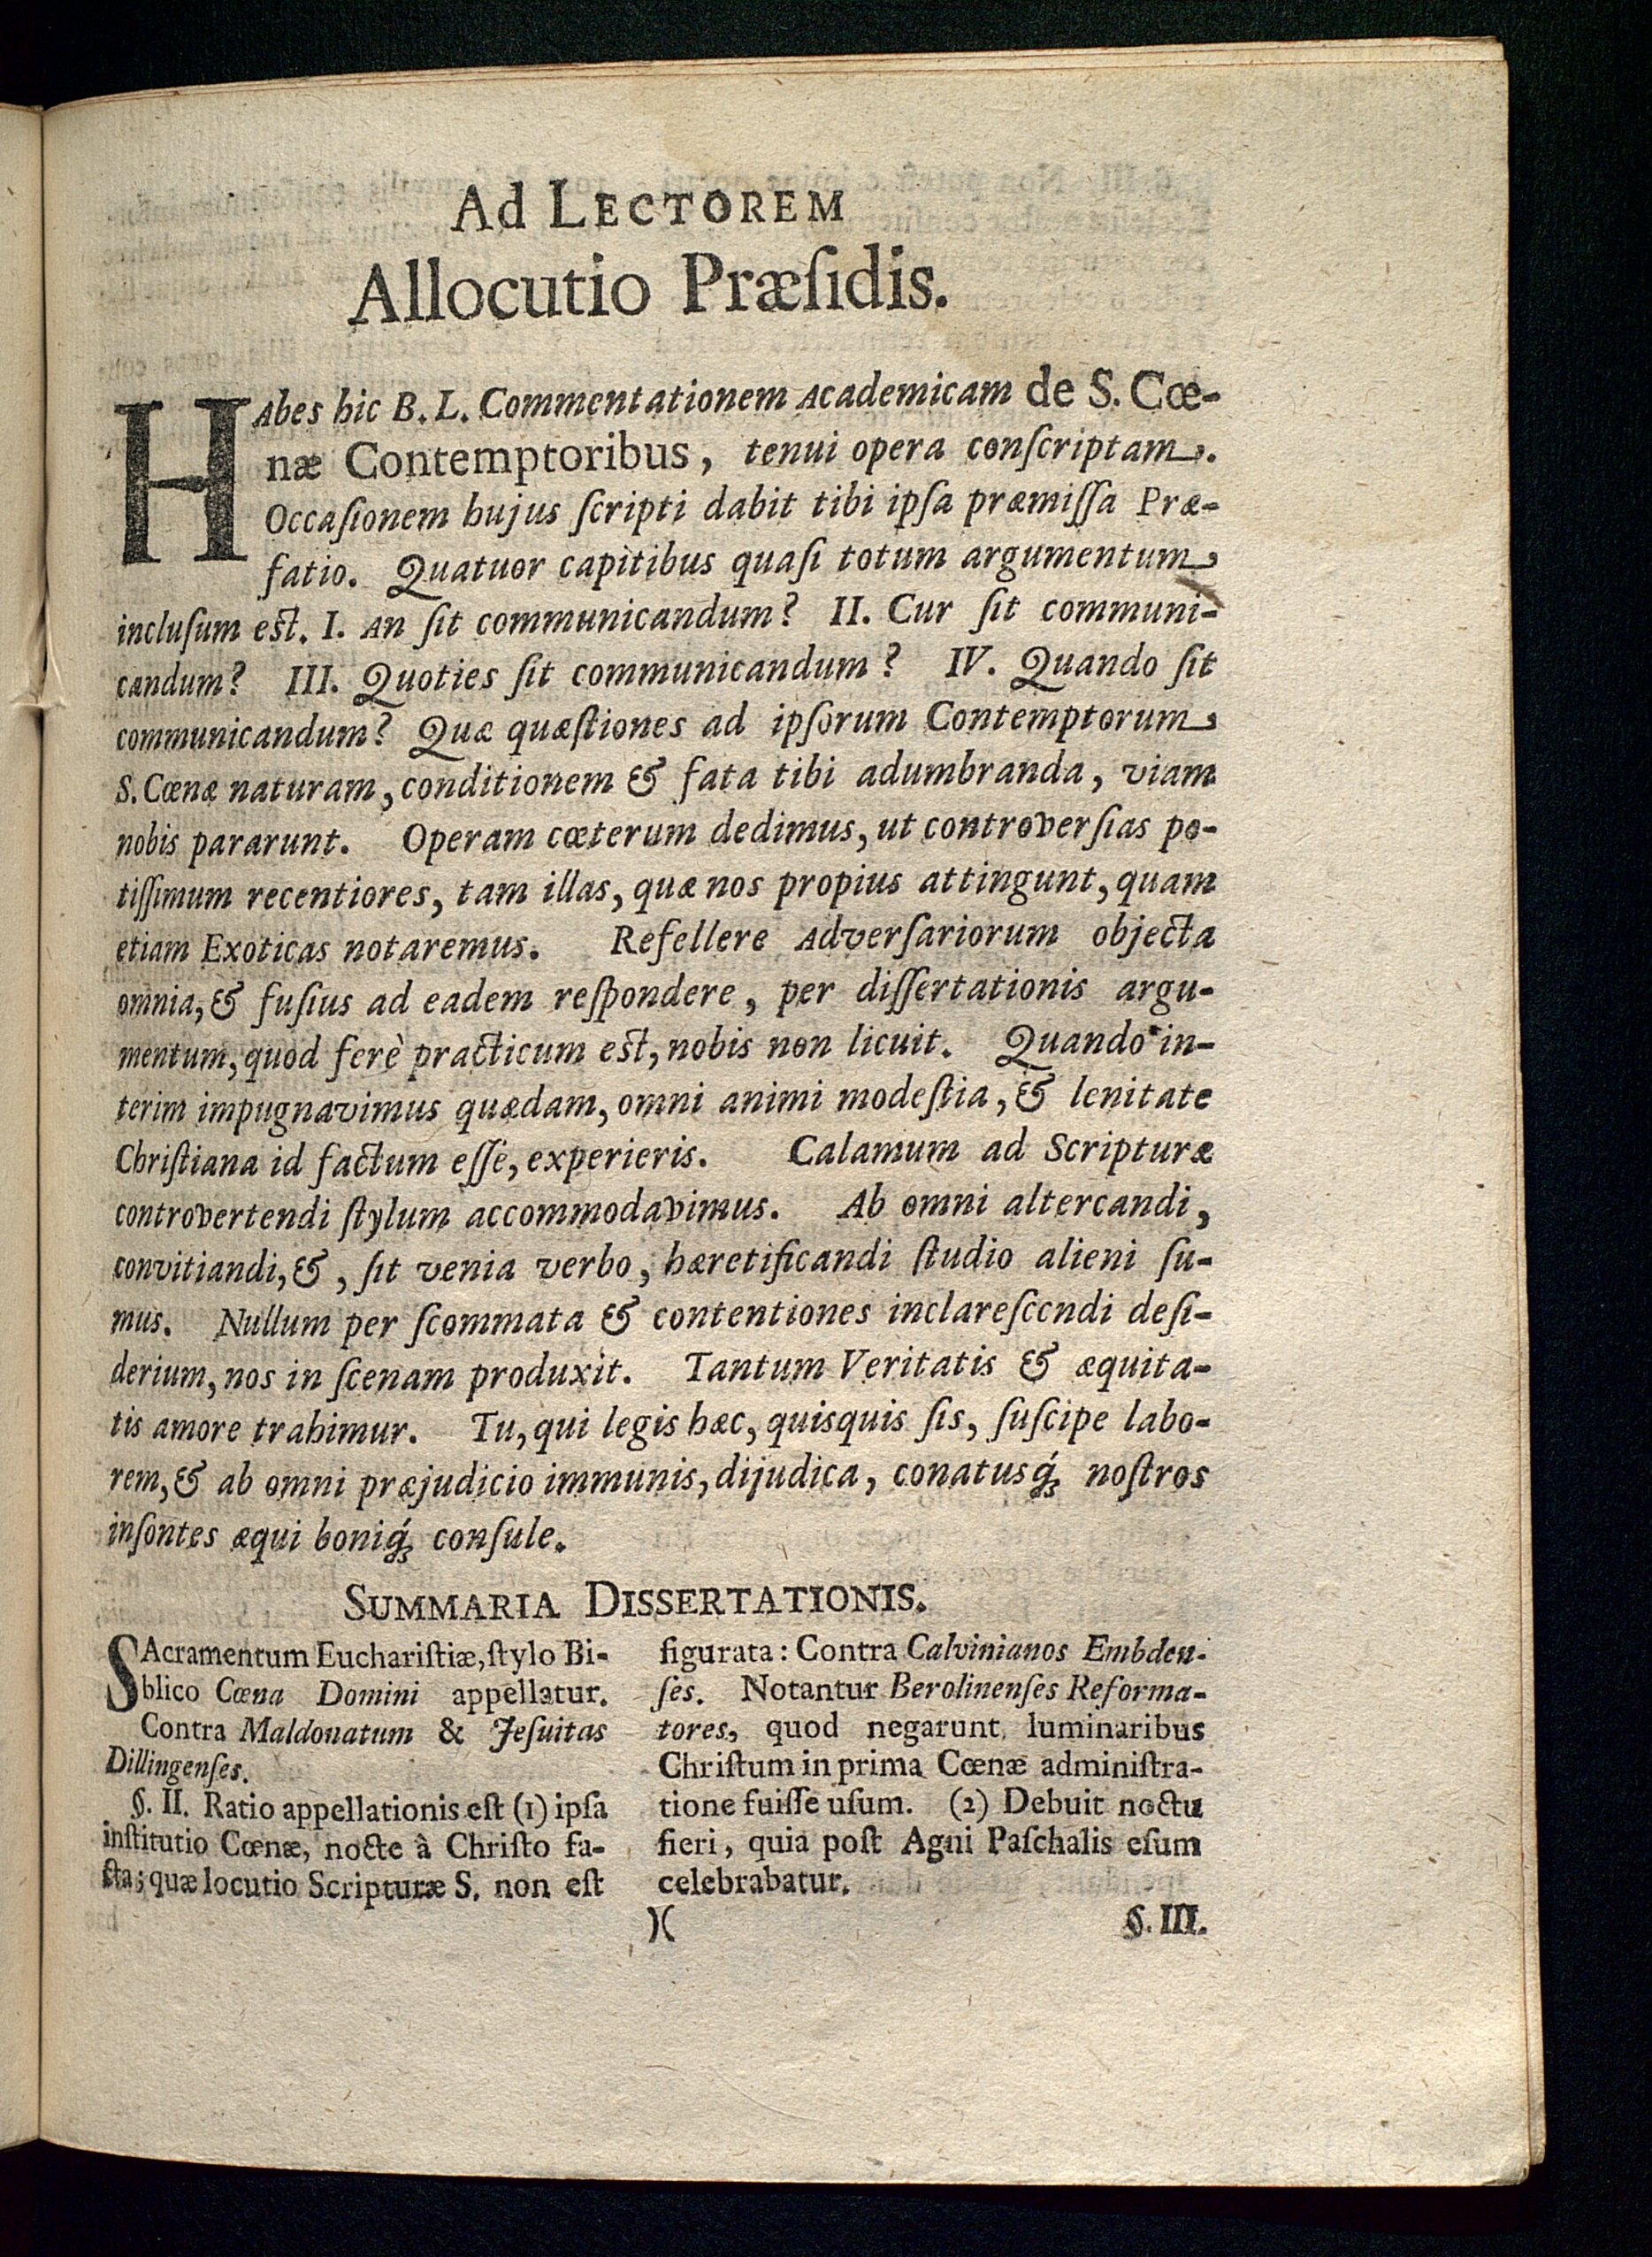 Ad LECTOREM
Allocutio Præſidis.
HAbes hic B. L. Commentationem Academicam de S. Cœ-
næ Contemptoribus, tenui opera conſcriptam.
Occaſionem hujus ſcripti dabit tibi ipſa præmiſſa Præ-
fatio. Quatuor capitibus quaſi totum argumentum
incluſum est. I. An ſit communicandum? II. Cur ſit communi-
candum? III. Quoties ſit communicandum? IV. Quando ſit
communicandum? Quæ quæſtiones ad ipſorum Contemptorum
S. Cœnæ naturam, conditionem & fata tibi adumbranda, viam
nobis pararunt. Operam cœterum dedimus, ut controverſias po-
tiſſimum recentiores, tam illas, quæ nos propius attingunt, quam
etiam Exoticas notaremus. Refellere Adverſariorum objecta
omnia, & fuſius ad eadem reſpondere, per diſſertationis argu-
mentum, quod ferè practicum est, nobis non licuit. Quando in-
terim impugnavimus quædam, omni animi modeſtia, & lenitate
Chriſtiana id factum eſſe, experieris. Calamum ad Scripturæ
controvertendi ſtylum accommodavimus. Ab omni altercandi,
convitiandi, &, ſit venia verbo, hæretificandi ſtudio alieni ſu-
mus. Nullum per ſcommata & contentiones inclareſcendi deſi-
derium, nos in ſcenam produxit. Tantum Veritatis & æquita-
tis amore trahimur. Tu, qui legis hæc, quisquis ſis, ſuſcipe labo-
rem, & ab omni præjudicio immunis, dijudica, conatusq́; noſtros
inſontes æqui boniq́; conſule.
SUMMARIA DISSERTATIONIS.
SAcramentum Euchariſtiæ, ſtylo Bi-
blico Cœna Domini appellatur.
Contra Maldonatum & Jeſuitas
Dillingenſes.
§. II. Ratio appellationis eſt (1) ipſa
inſtitutio Cœnæ, nocte à Chriſto fa-
cta; quæ locutio Scripturæ S. non eſt
figurata: Contra Calvinianos Embden-
ſes. Notantur Berolinenſes Reforma-
tores, quod negarunt, luminaribus
Chriſtum in prima Cœnæ adminiſtra-
tione fuiſſe uſum. (2) Debuit noctu
fieri, quia poſt Agni Paſchalis eſum
celebrabatur.
)( §. III.